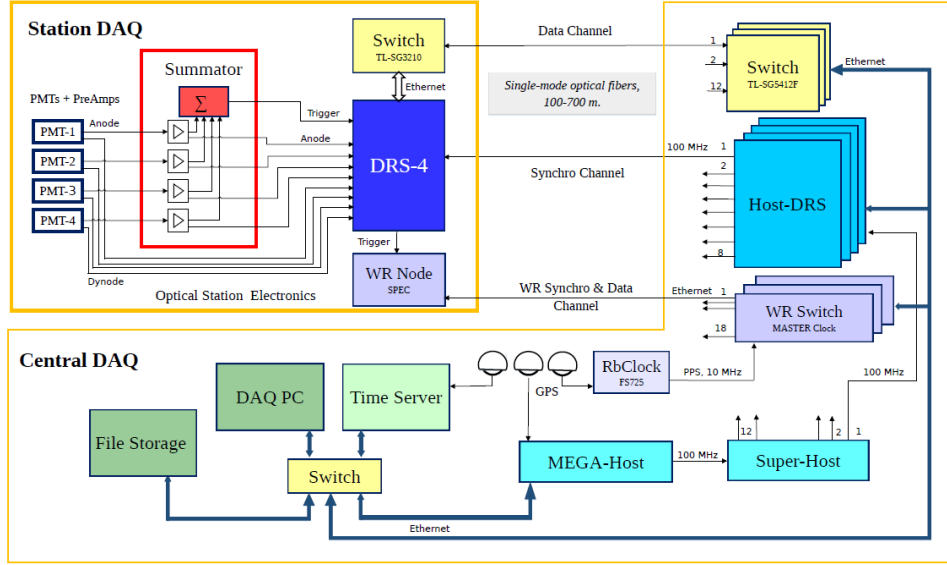 Station DAQ
Summator
PMTs + PreAmps
Σ
Anode
PMT-1
PMT-2
PMT-3
PMT-4
Dynode
Trigger
Anode
Optical Station Electronics
Switch
TL-SG3210
Ethernet
DRS-4
Trigger
WR Node
SPEC
Data Channel
Single-mode optical fibers,
100-700 m.
Synchro Channel
WR Synchro & Data
Channel
1
2
12
Switch
TL-SG5412F
Ethernet
100 MHz
1
2
8
Host-DRS
Ethernet
1
18
WR Switch
MASTER Clock
Central DAQ
File Storage
DAQ PC
Time Server
Switch
GPS
RbClock
FS725
PPS, 10 MHz
100 MHz
MEGA-Host
100 MHz
12
2
1
Super-Host
Ethernet